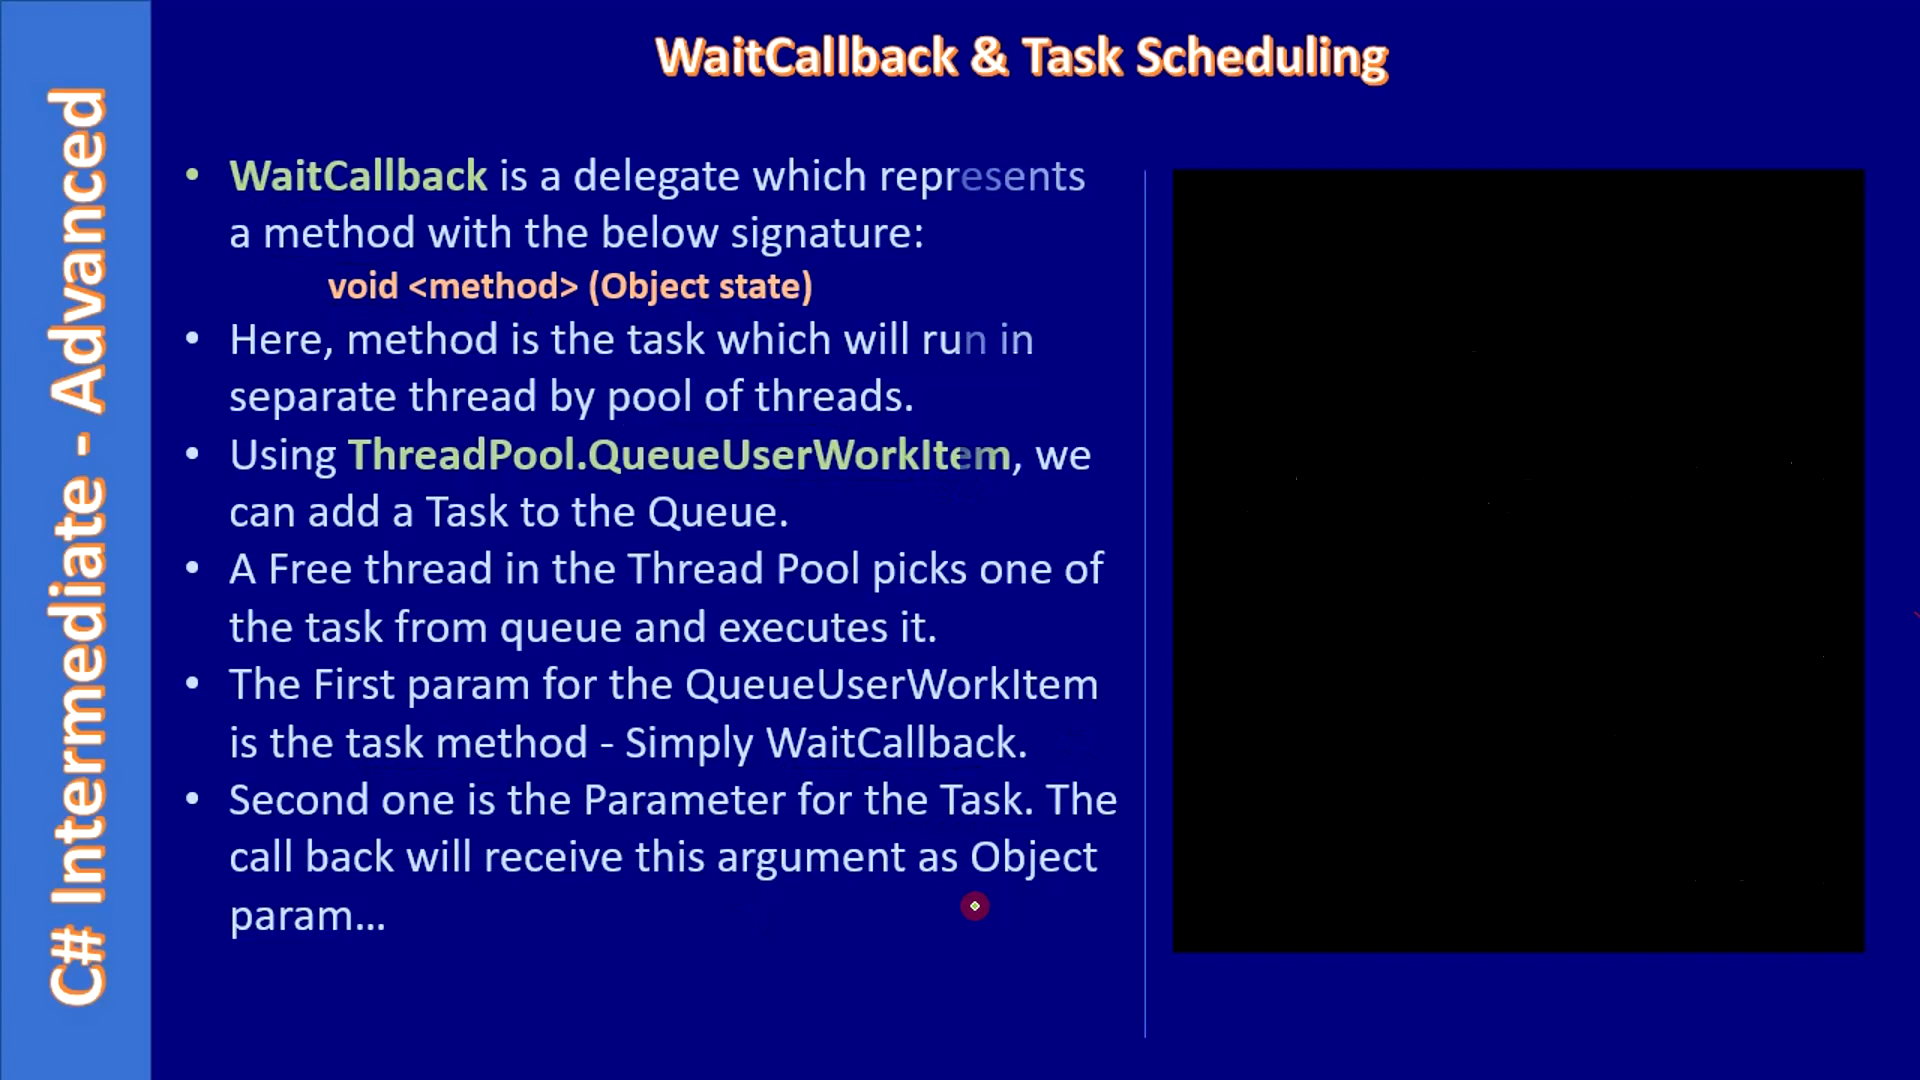 C# Intermediate - Advanced
WaitCallback & Task Scheduling
• WaitCallback is a delegate which represents
a method with the below signature:
void <method> (Object state)
• Here, method is the task which will run in
separate thread by pool of threads.
• Using ThreadPool.QueueUserWorkItem, we
can add a Task to the Queue.
• A Free thread in the Thread Pool picks one of
the task from queue and executes it.
• The First param for the QueueUserWorkItem
is the task method - Simply WaitCallback.
• Second one is the Parameter for the Task. The
call back will receive this argument as Object
param...